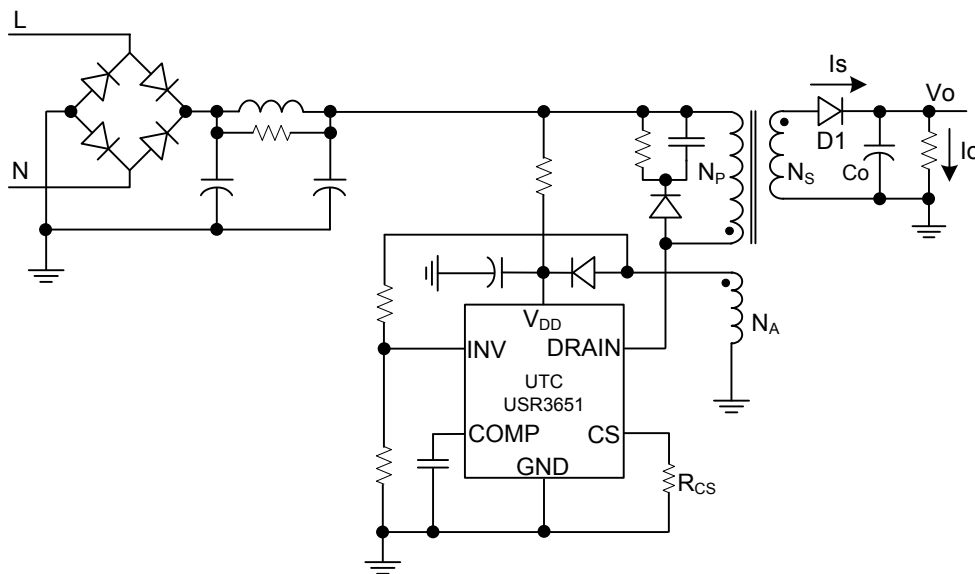 L
Is
Vo
D1
Io
N
NP
NS
Co
VDD
NA
INV
DRAIN
UTC
USR3651
COMP
CS
GND
RCS